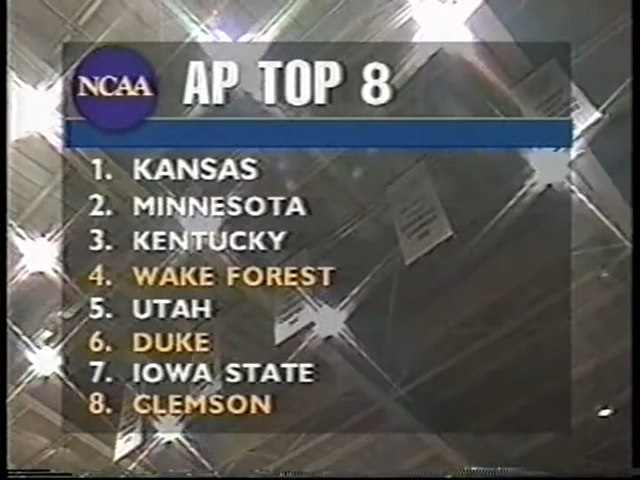 NCAA AP TOP 8
1. KANSAS
2. MINNESOTA
3. KENTUCKY
4. WAKE FOREST
5. UTAH
6. DUKE
7. IOWA STATE
8. CLEMSON